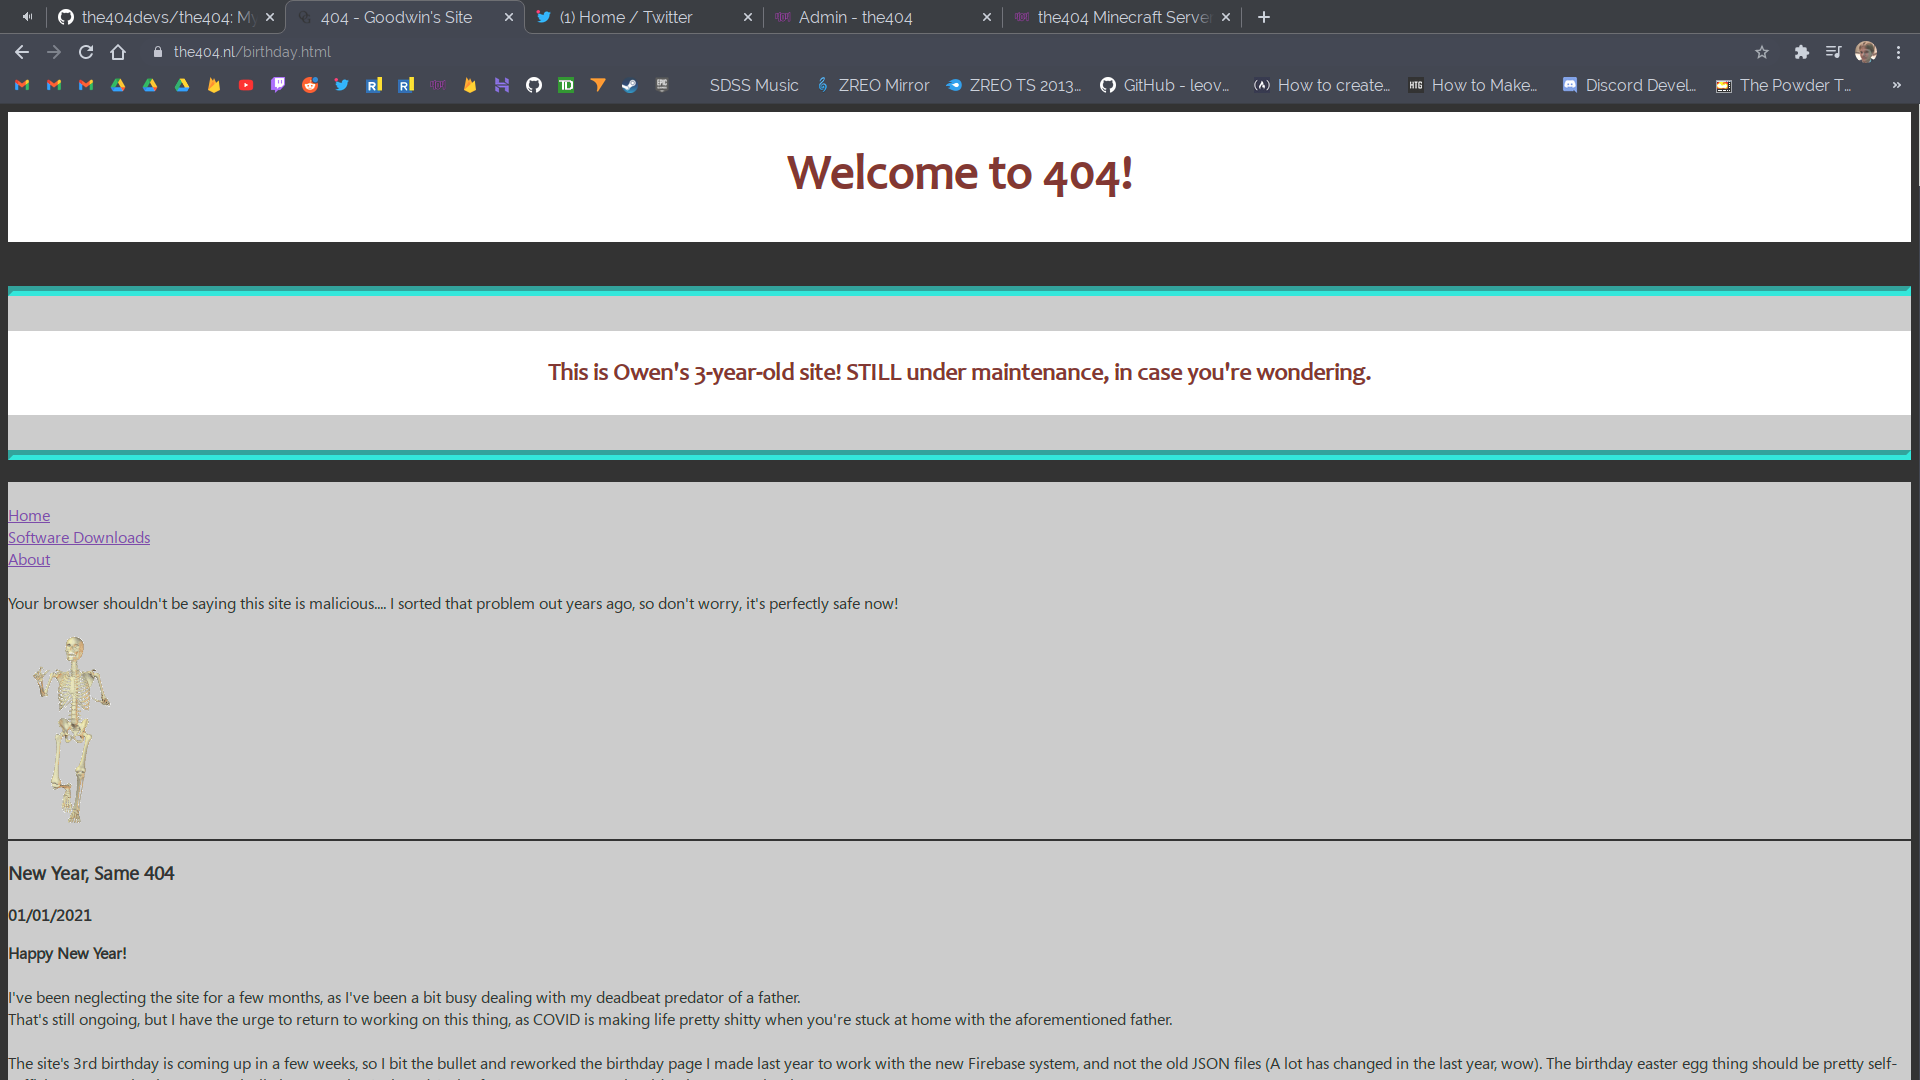 the404devs/the404: My
404 - Goodwin's Site
(1) Home / Twitter
Admin - the404
the404 Minecraft Server
the404.nl/birthday.html
SDSS Music
ZREO Mirror
ZREO TS 2013...
GitHub - leov...
How to create...
How to Make...
Discord Devel...
The Powder T...
Welcome to 404!
This is Owen's 3-year-old site! STILL under maintenance, in case you're wondering.
Home
Software Downloads
About
Your browser shouldn't be saying this site is malicious.... I sorted that problem out years ago, so don't worry, it's perfectly safe now!
New Year, Same 404
01/01/2021
Happy New Year!
I've been neglecting the site for a few months, as I've been a bit busy dealing with my deadbeat predator of a father.
That's still ongoing, but I have the urge to return to working on this thing, as COVID is making life pretty shitty when you're stuck at home with the aforementioned father.
The site's 3rd birthday is coming up in a few weeks, so I bit the bullet and reworked the birthday page I made last year to work with the new Firebase system, and not the old JSON files (A lot has changed in the last year, wow). The birthday easter egg thing should be pretty self-